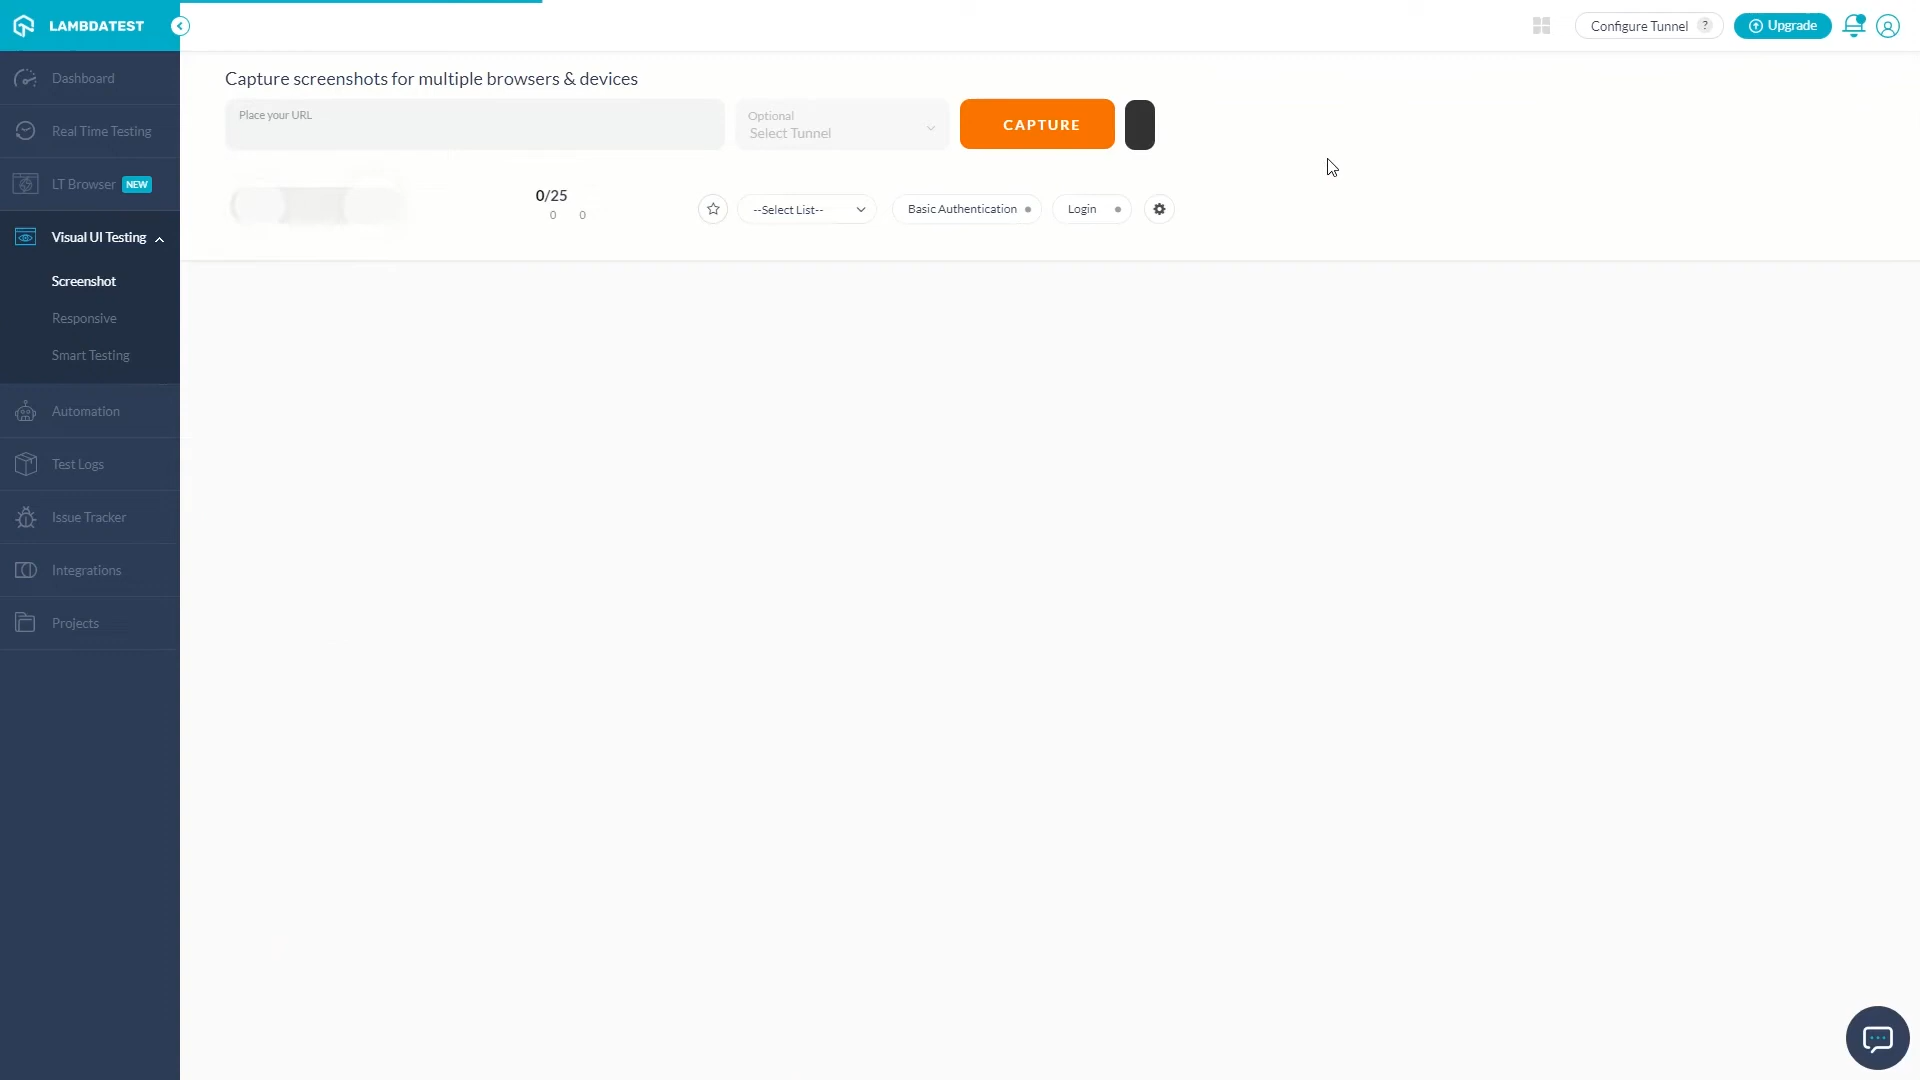 LAMBDATEST
Configure Tunnel ?
Upgrade
Dashboard
Real Time Testing
LT Browser NEW
Visual UI Testing
Screenshot
Responsive
Smart Testing
Automation
Test Logs
Issue Tracker
Integrations
Projects
Capture screenshots for multiple browsers & devices
Place your URL
Optional
Select Tunnel
CAPTURE
0/25
0 0
--Select List--
Basic Authentication
Login